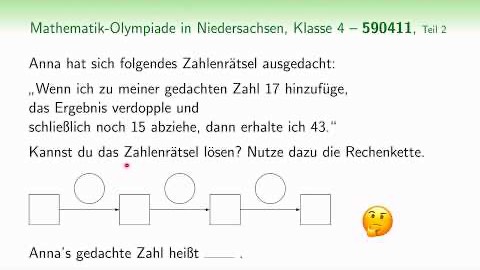 Mathematik-Olympiade in Niedersachsen, Klasse 4 – 590411, Teil 2
Anna hat sich folgendes Zahlenrätsel ausgedacht:
„Wenn ich zu meiner gedachten Zahl 17 hinzufüge,
das Ergebnis verdopple und
schließlich noch 15 abziehe, dann erhalte ich 43.“
Kannst du das Zahlenrätsel lösen? Nutze dazu die Rechenkette.
Anna's gedachte Zahl heißt ____ .